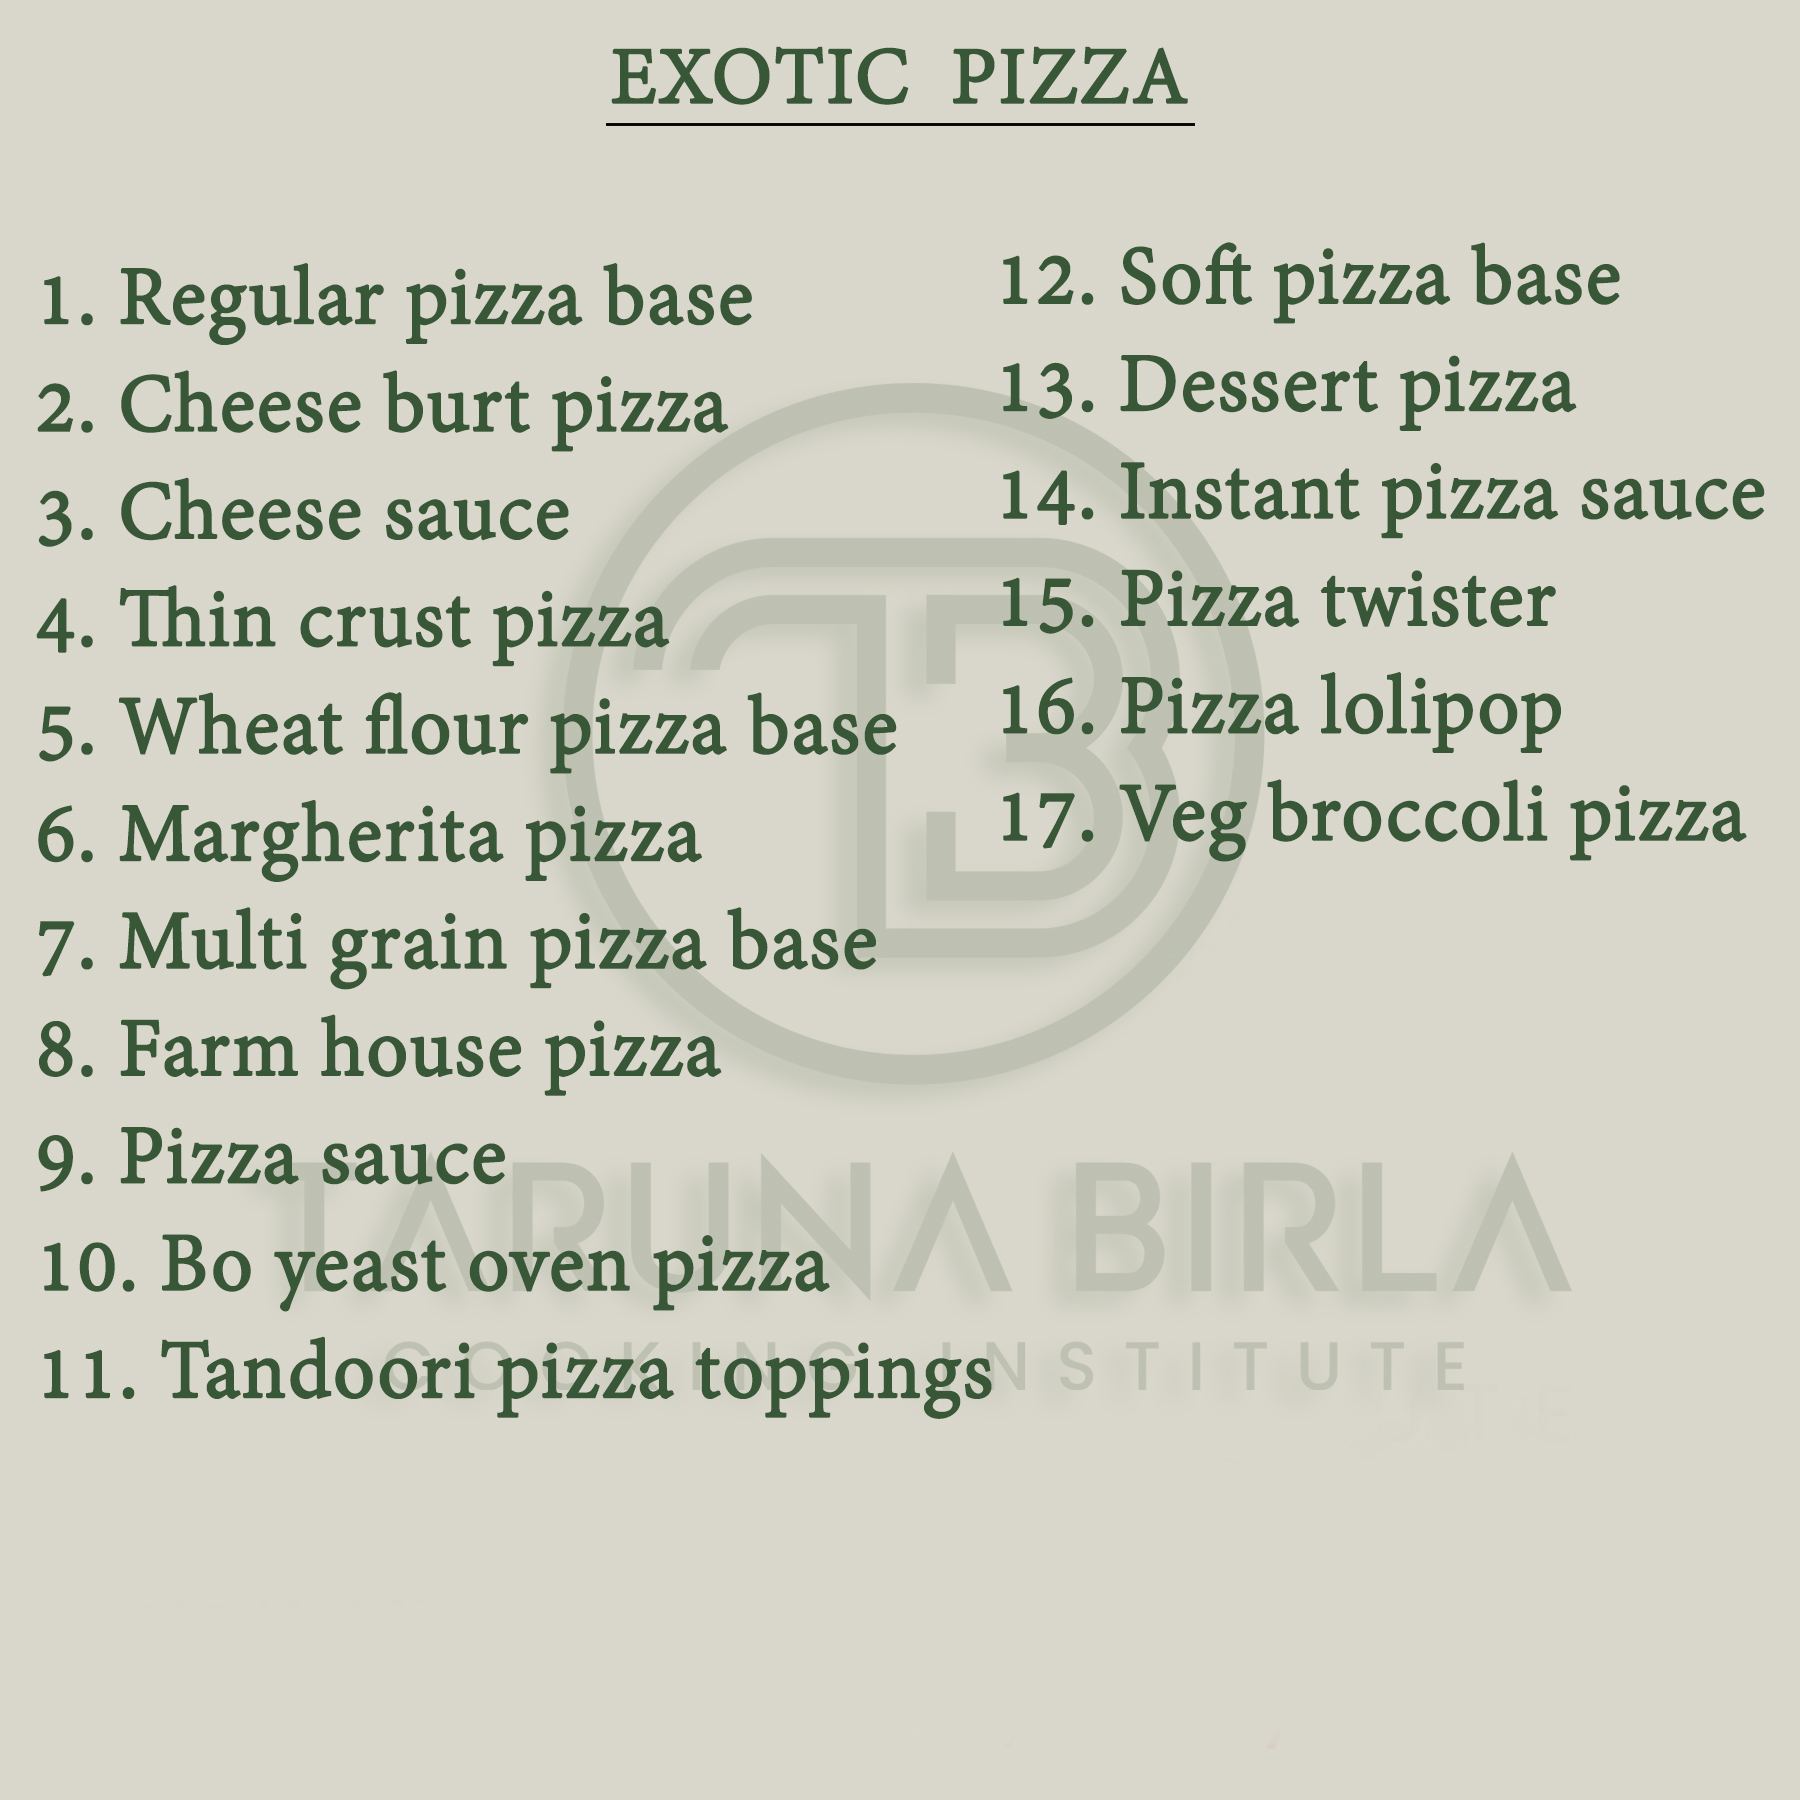 EXOTIC PIZZA
1. Regular pizza base
2. Cheese burt pizza
3. Cheese sauce
4. Thin crust pizza
5. Wheat flour pizza base
6. Margherita pizza
7. Multi grain pizza base
8. Farm house pizza
9. Pizza sauce
10. Bo yeast oven pizza
11. Tandoori pizza toppings
12. Soft pizza base
13. Dessert pizza
14. Instant pizza sauce
15. Pizza twister
16. Pizza lolipop
17. Veg broccoli pizza
TB
TARUNA BIRLA
COOKING INSTITUTE